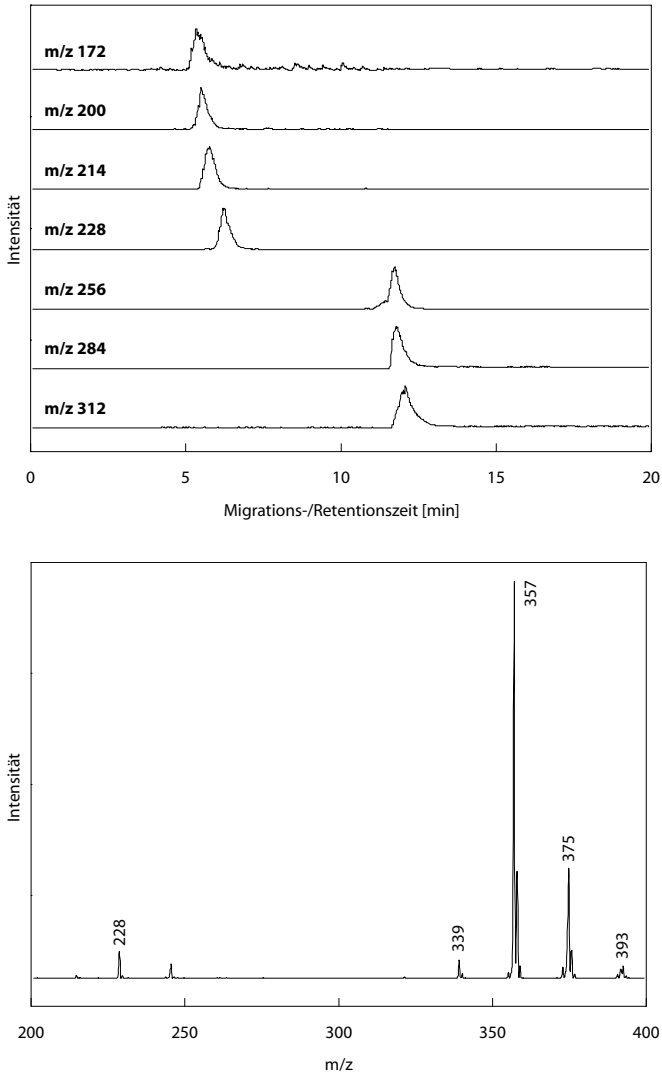 m/z 172
m/z 200
m/z 214
m/z 228
m/z 256
m/z 284
m/z 312
Intensität
0 5 10 15 20
Migrations-/Retentionszeit [min]
357
375
393
339
228
Intensität
200 250 300 350 400
m/z